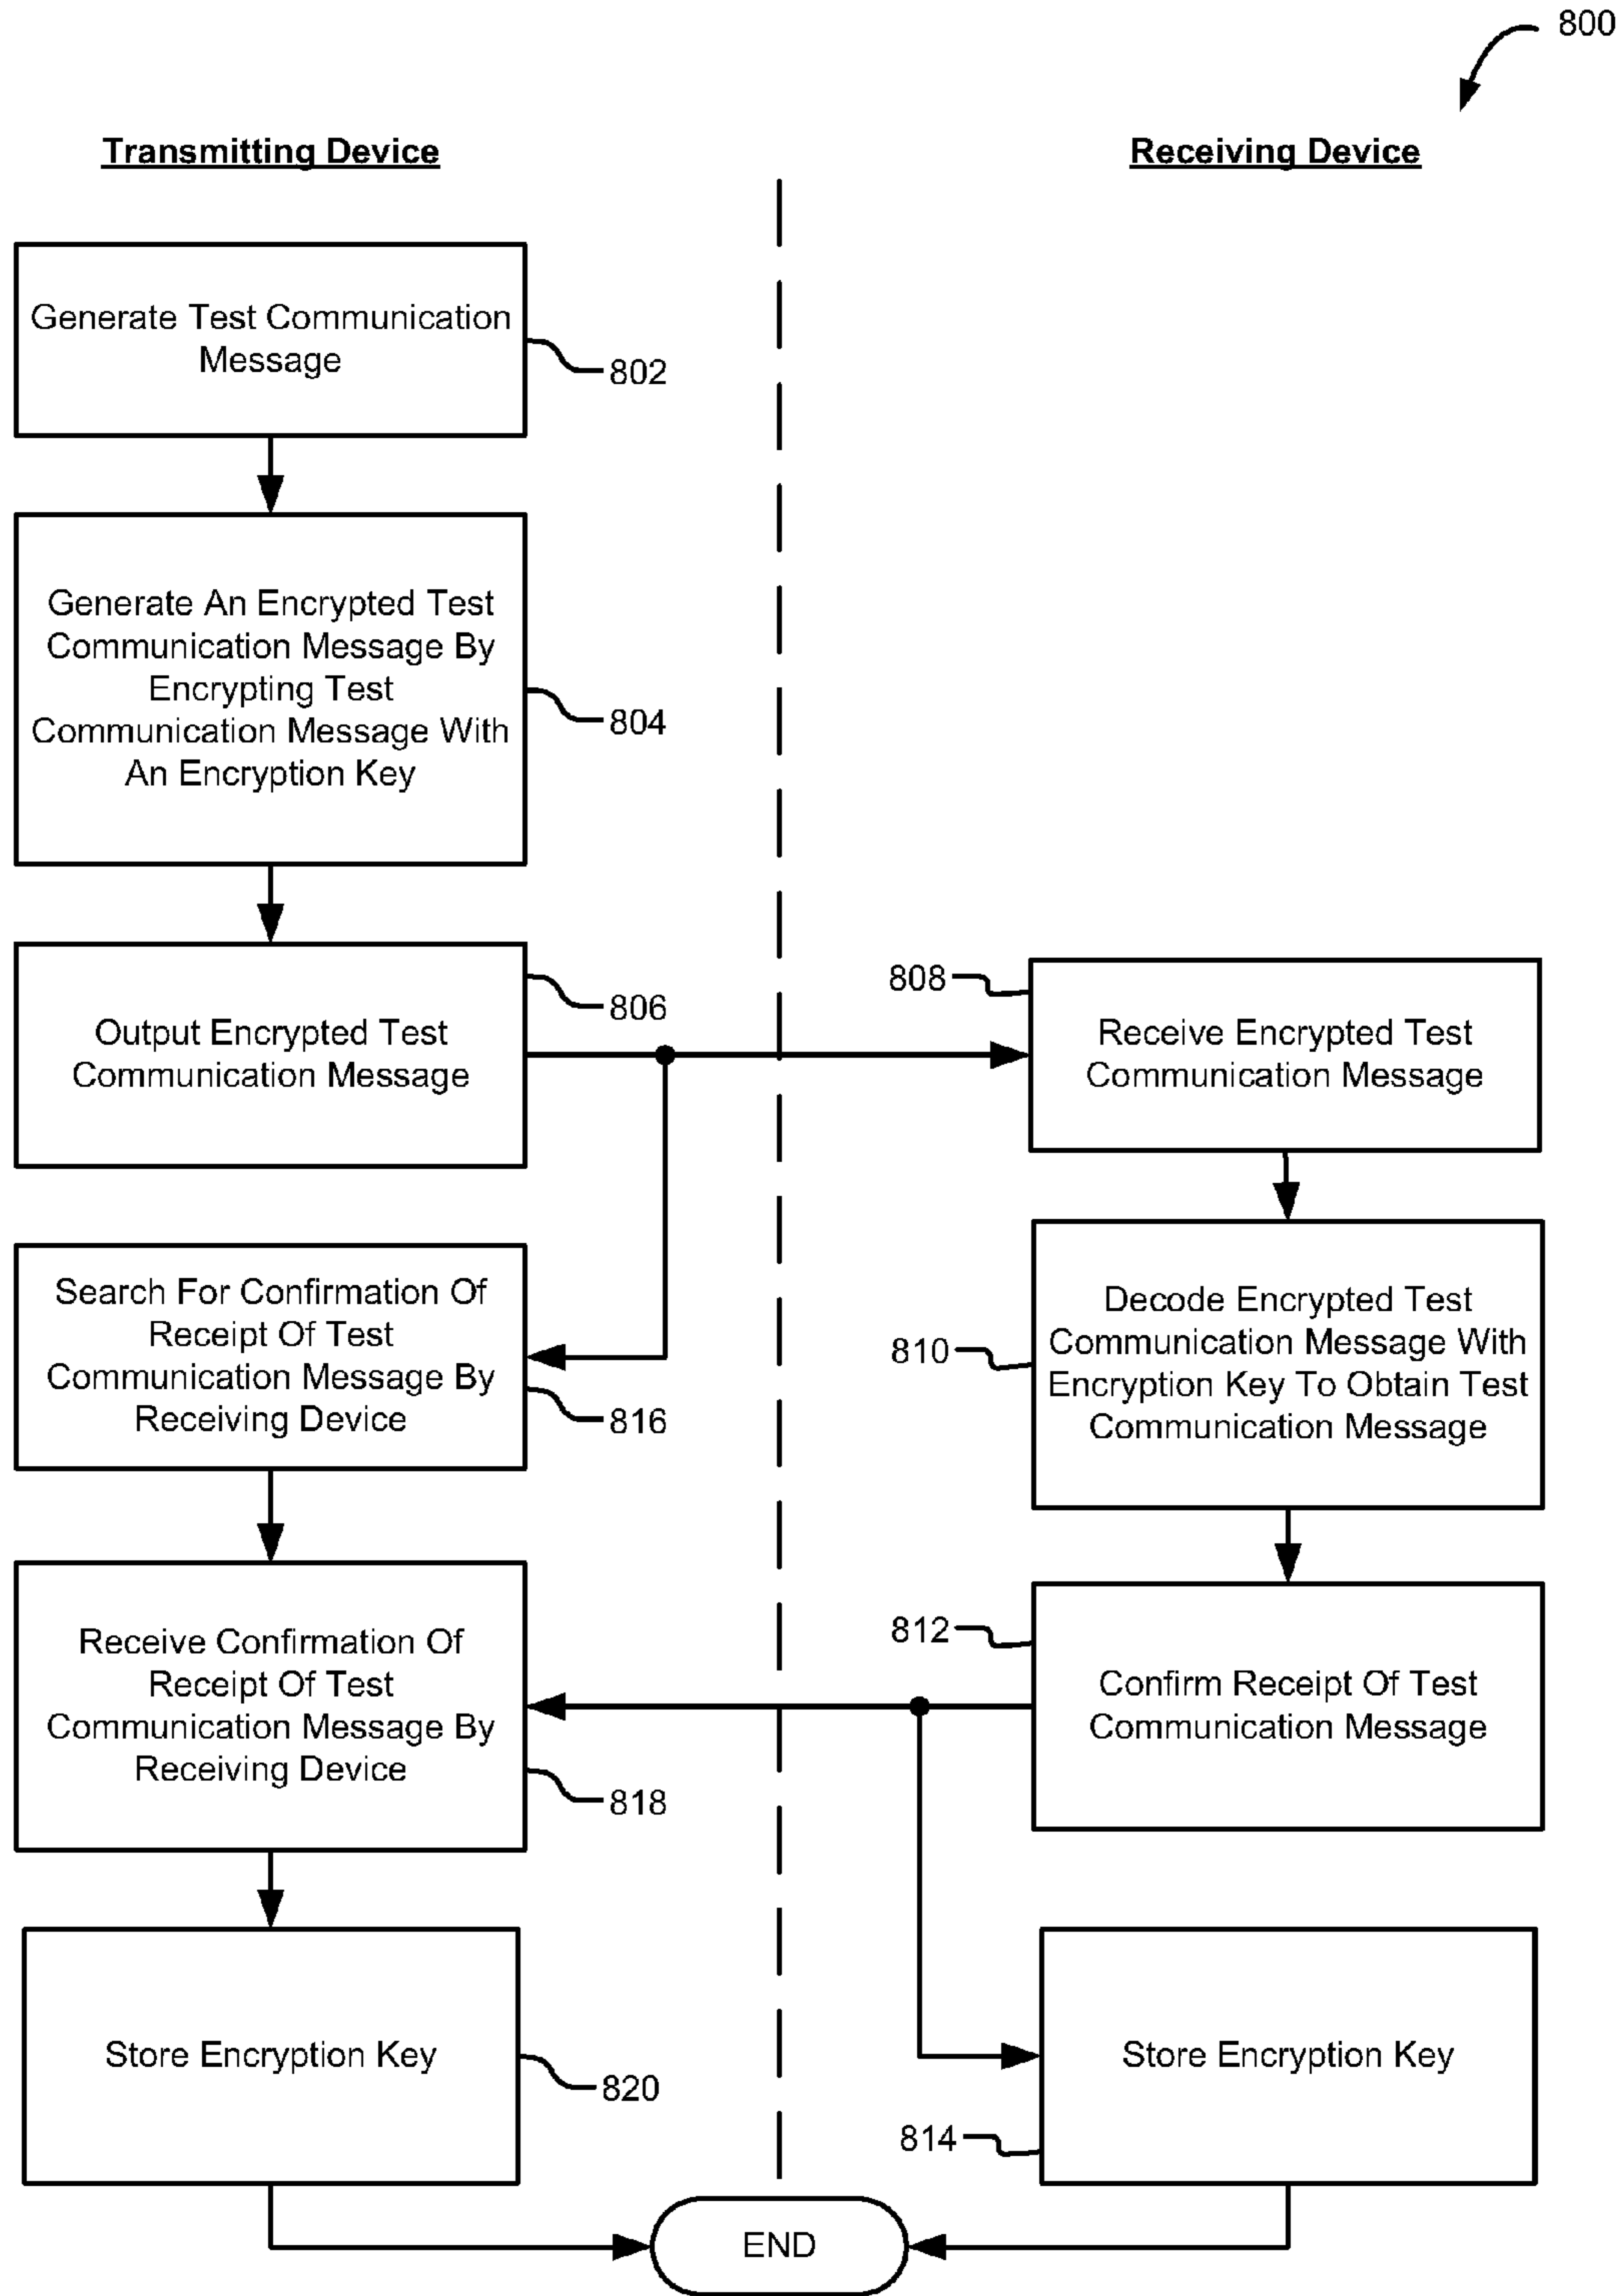 800
Transmitting Device
Receiving Device
Generate Test Communication
Message
802
Generate An Encrypted Test
Communication Message By
Encrypting Test
Communication Message With
An Encryption Key
804
Output Encrypted Test
Communication Message
806
808
Receive Encrypted Test
Communication Message
Search For Confirmation Of
Receipt Of Test
Communication Message By
Receiving Device
816
810
Decode Encrypted Test
Communication Message With
Encryption Key To Obtain Test
Communication Message
Receive Confirmation Of
Receipt Of Test
Communication Message By
Receiving Device
818
812
Confirm Receipt Of Test
Communication Message
Store Encryption Key
820
Store Encryption Key
814
END